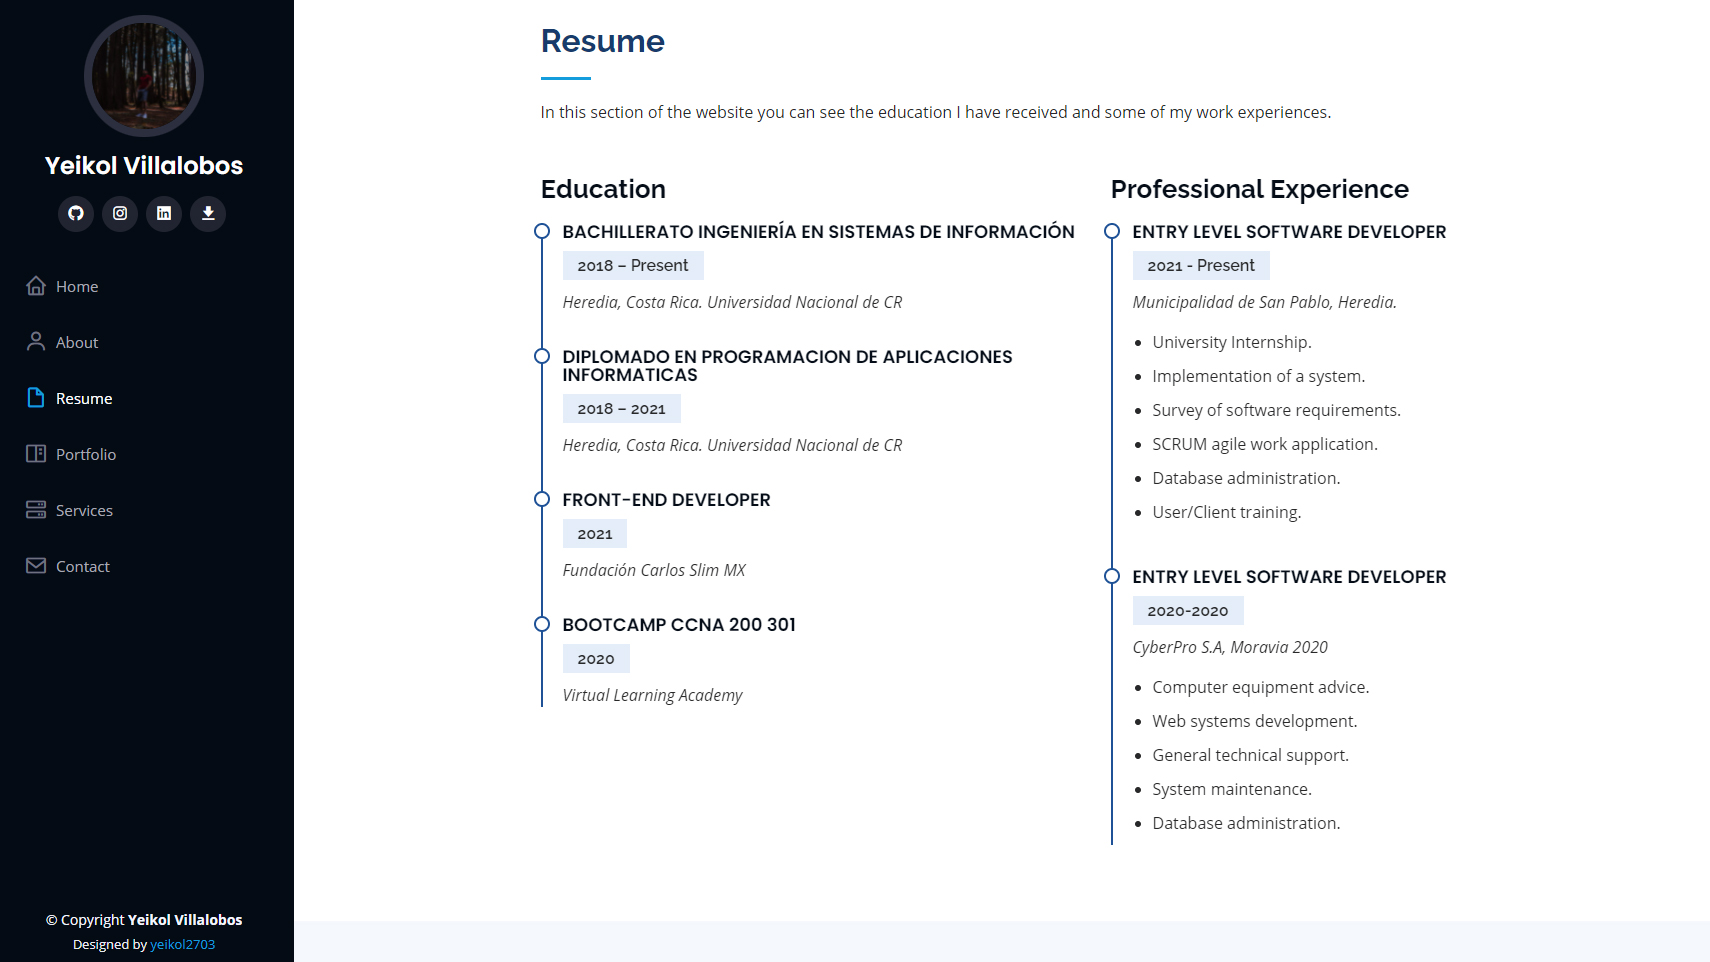 Yeikol Villalobos
Home
About
Resume
Portfolio
Services
Contact
© Copyright Yeikol Villalobos
Designed by yeikol2703
Resume
In this section of the website you can see the education I have received and some of my work experiences.
Education
BACHILLERATO INGENIERÍA EN SISTEMAS DE INFORMACIÓN
2018 – Present
Heredia, Costa Rica. Universidad Nacional de CR
DIPLOMADO EN PROGRAMACION DE APLICACIONES
INFORMATICAS
2018 – 2021
Heredia, Costa Rica. Universidad Nacional de CR
FRONT-END DEVELOPER
2021
Fundación Carlos Slim MX
BOOTCAMP CCNA 200 301
2020
Virtual Learning Academy
Professional Experience
ENTRY LEVEL SOFTWARE DEVELOPER
2021 - Present
Municipalidad de San Pablo, Heredia.
University Internship.
Implementation of a system.
Survey of software requirements.
SCRUM agile work application.
Database administration.
User/Client training.
ENTRY LEVEL SOFTWARE DEVELOPER
2020-2020
CyberPro S.A, Moravia 2020
Computer equipment advice.
Web systems development.
General technical support.
System maintenance.
Database administration.